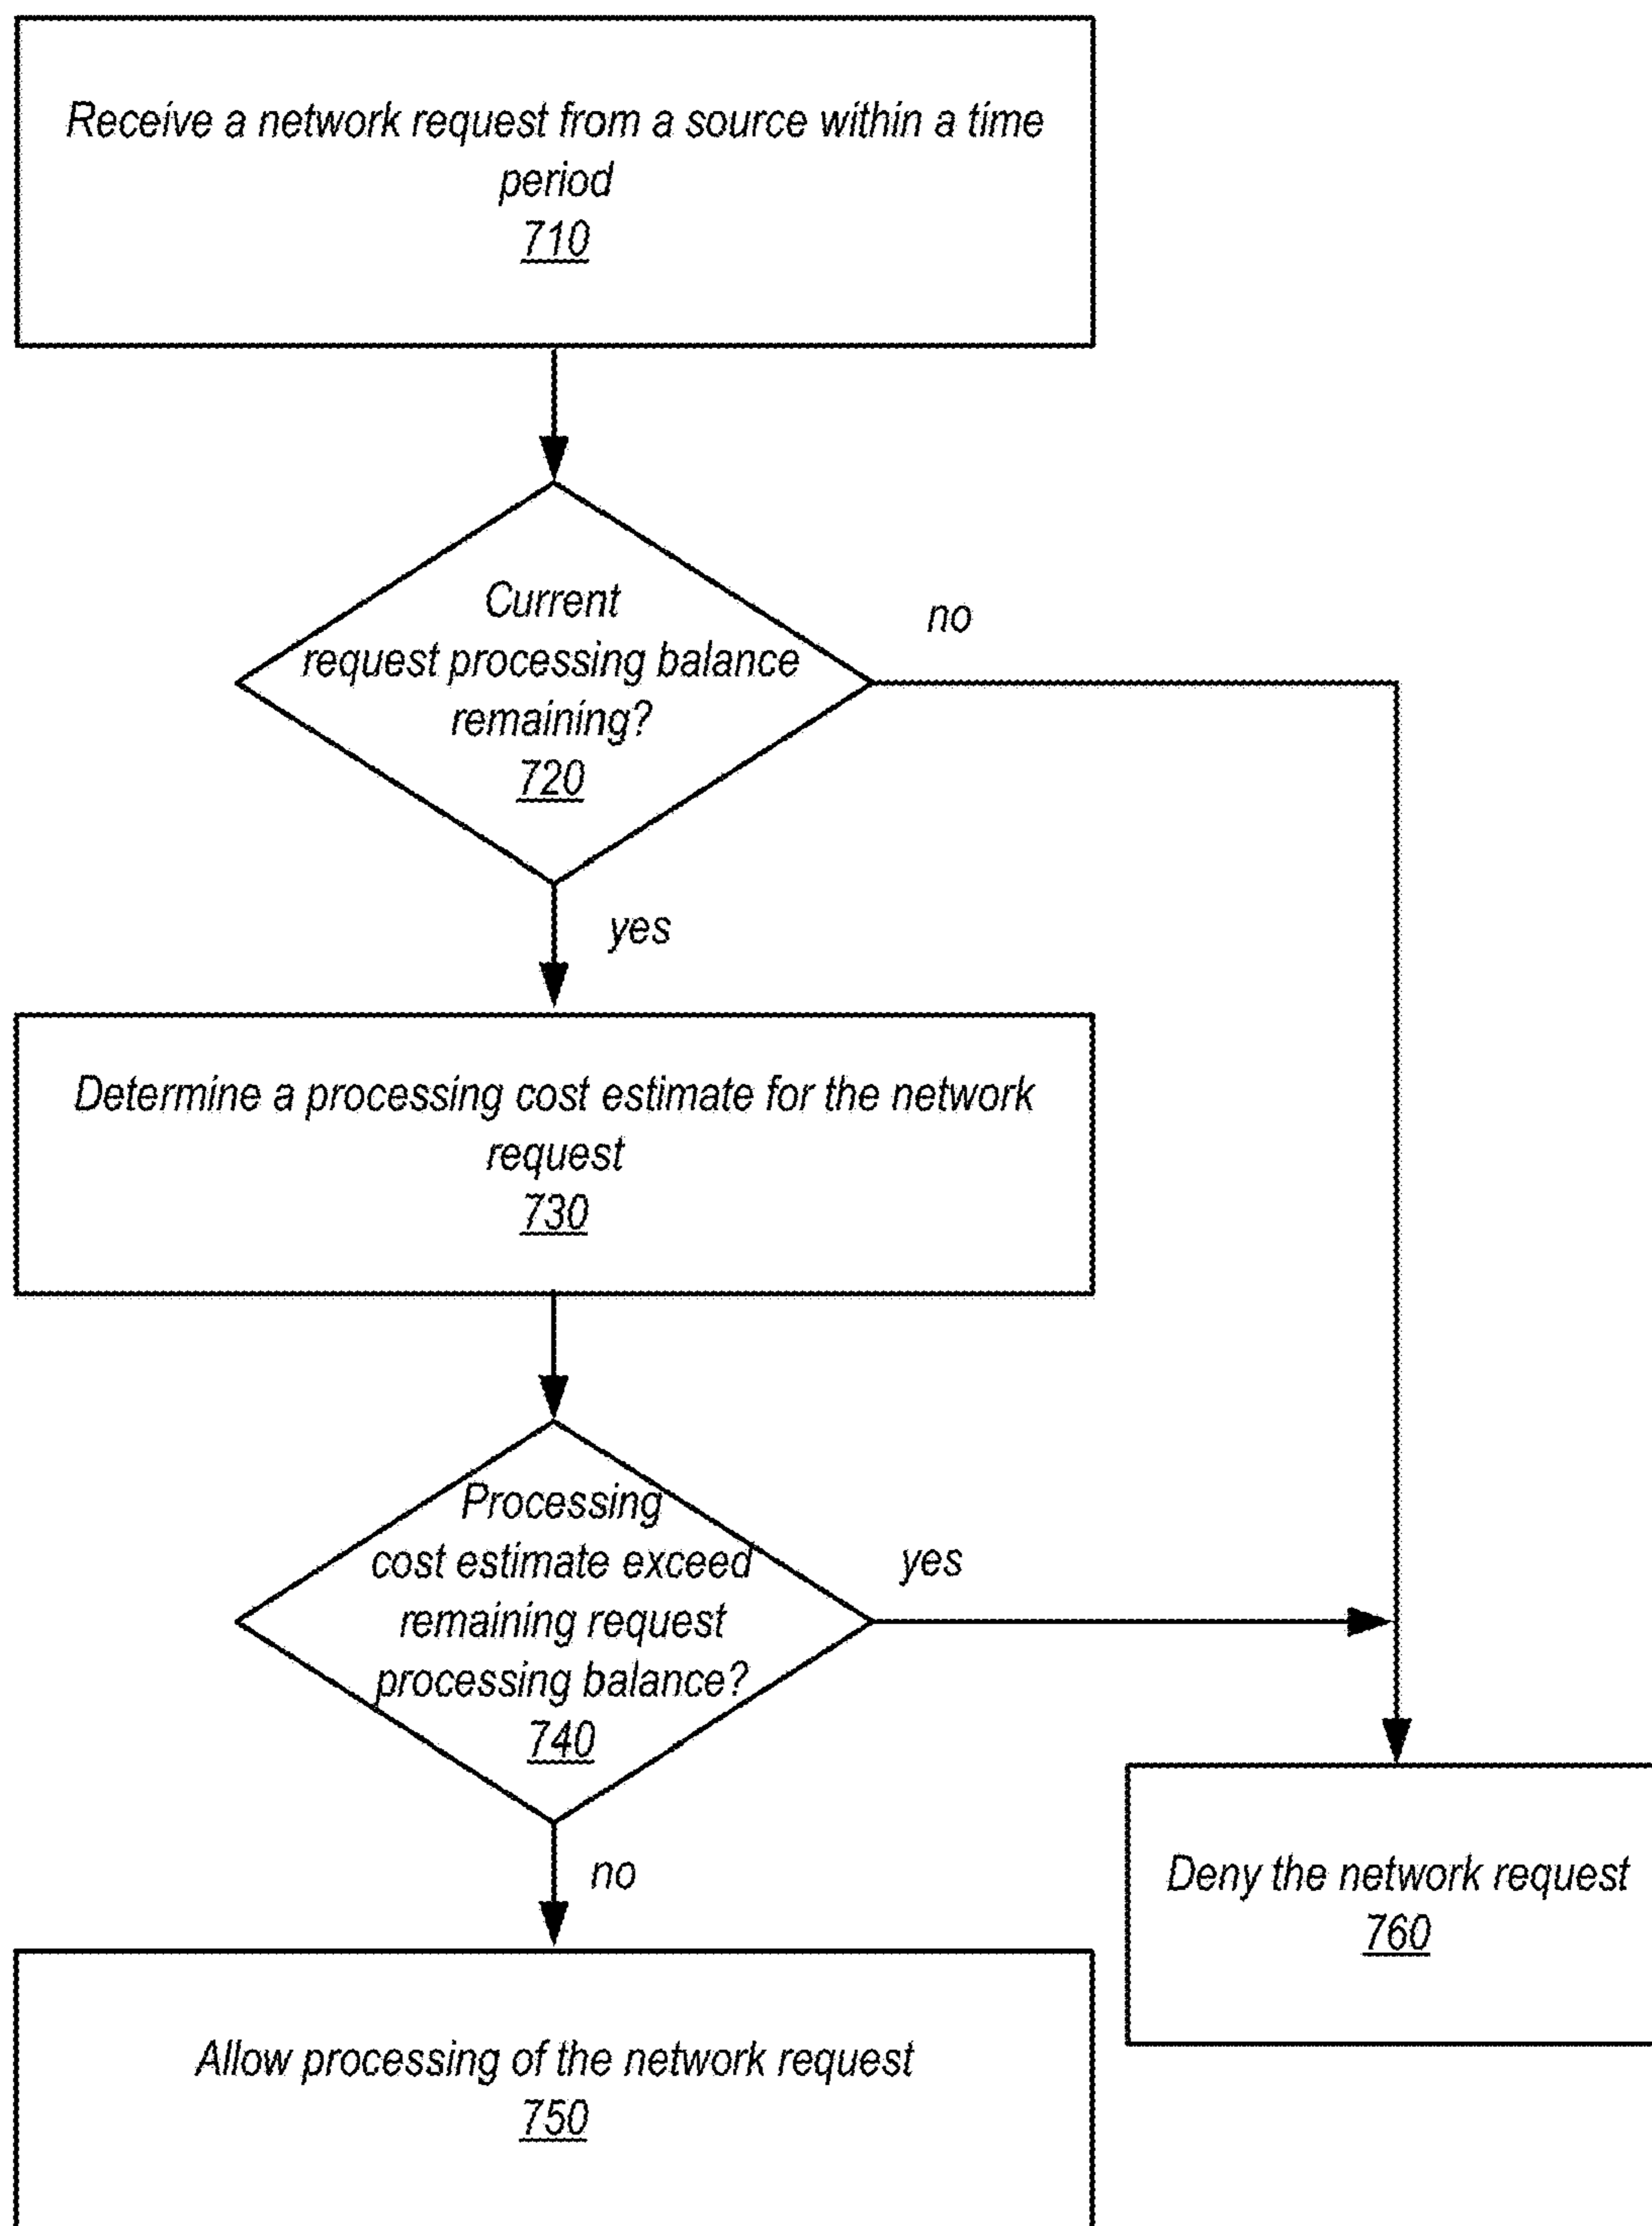 Receive a network request from a source within a time
period
710
Current
request processing balance
remaining?
720
no
yes
Determine a processing cost estimate for the network
request
730
Processing
cost estimate exceed
remaining request
processing balance?
740
yes
no
Deny the network request
760
Allow processing of the network request
750